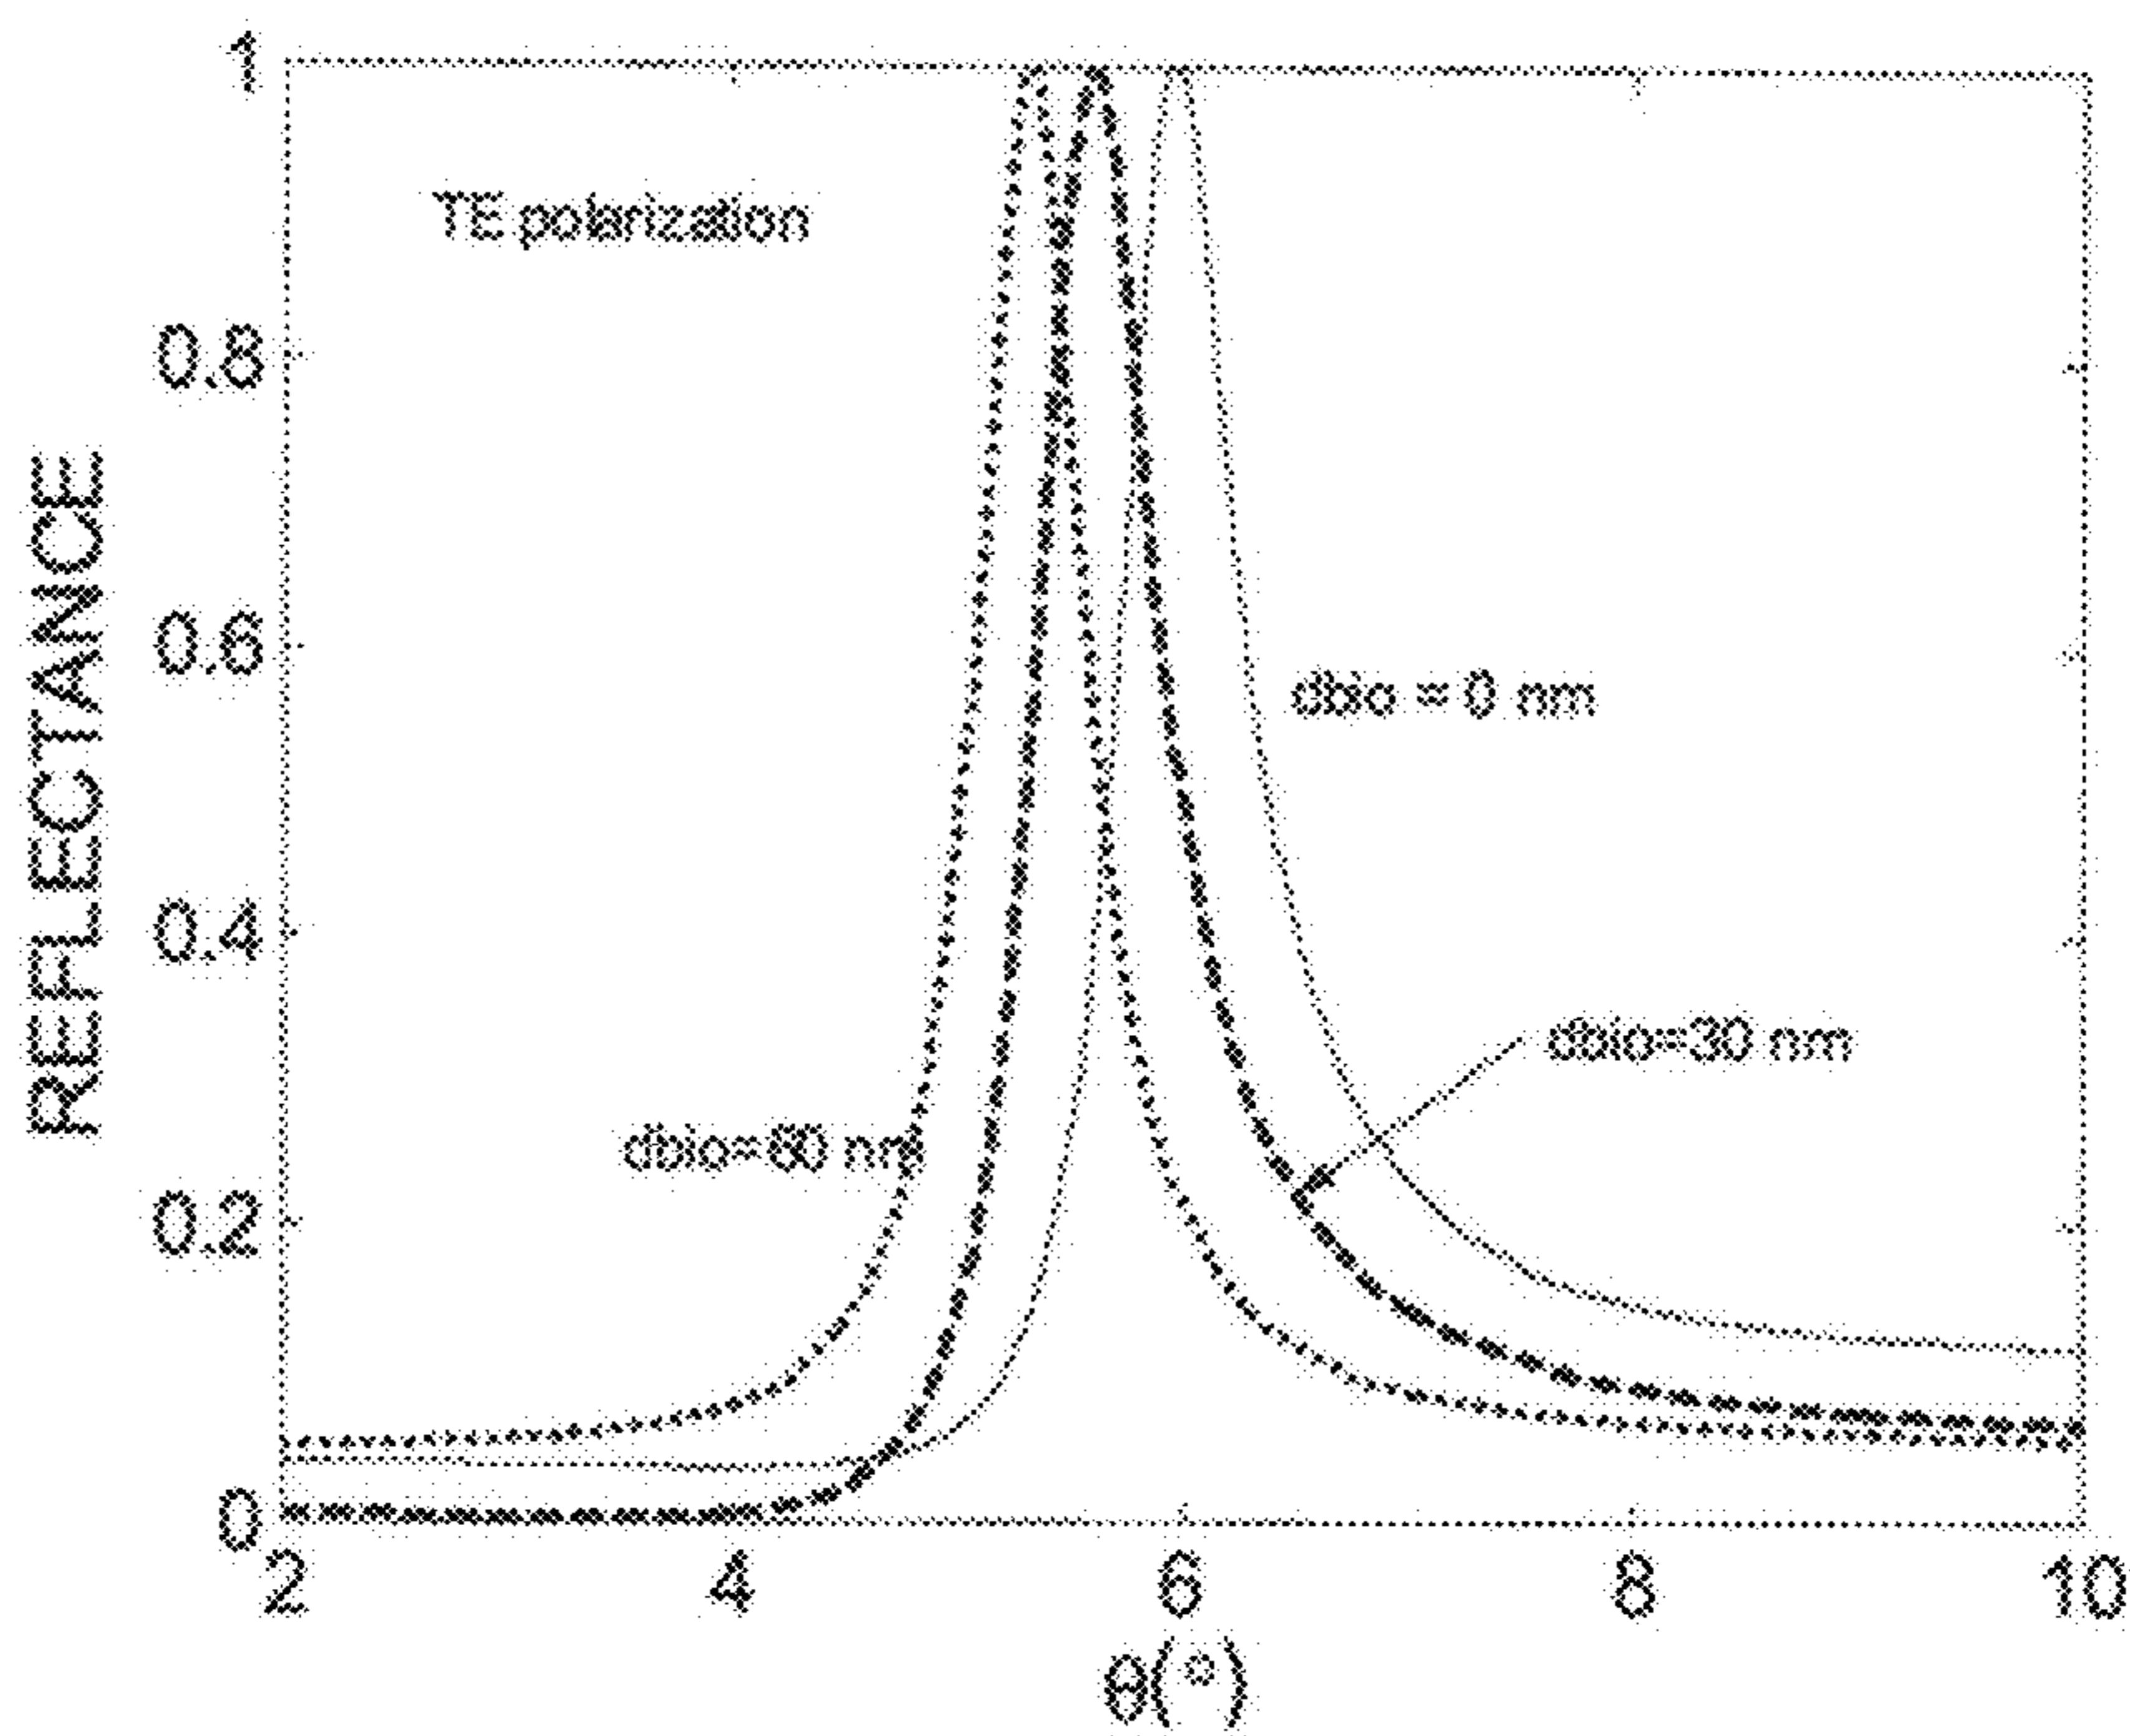 1
TE polarization
0.8
REFLECTANCE
0.6
dbio = 0 nm
0.4
dbio=30 nm
dbio=80 nm
0.2
0
2 4 6 8 10
θ(°)